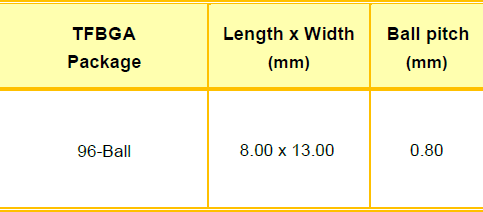 TFBGA Package
Length x Width (mm)
Ball pitch (mm)
96-Ball
8.00 x 13.00
0.80